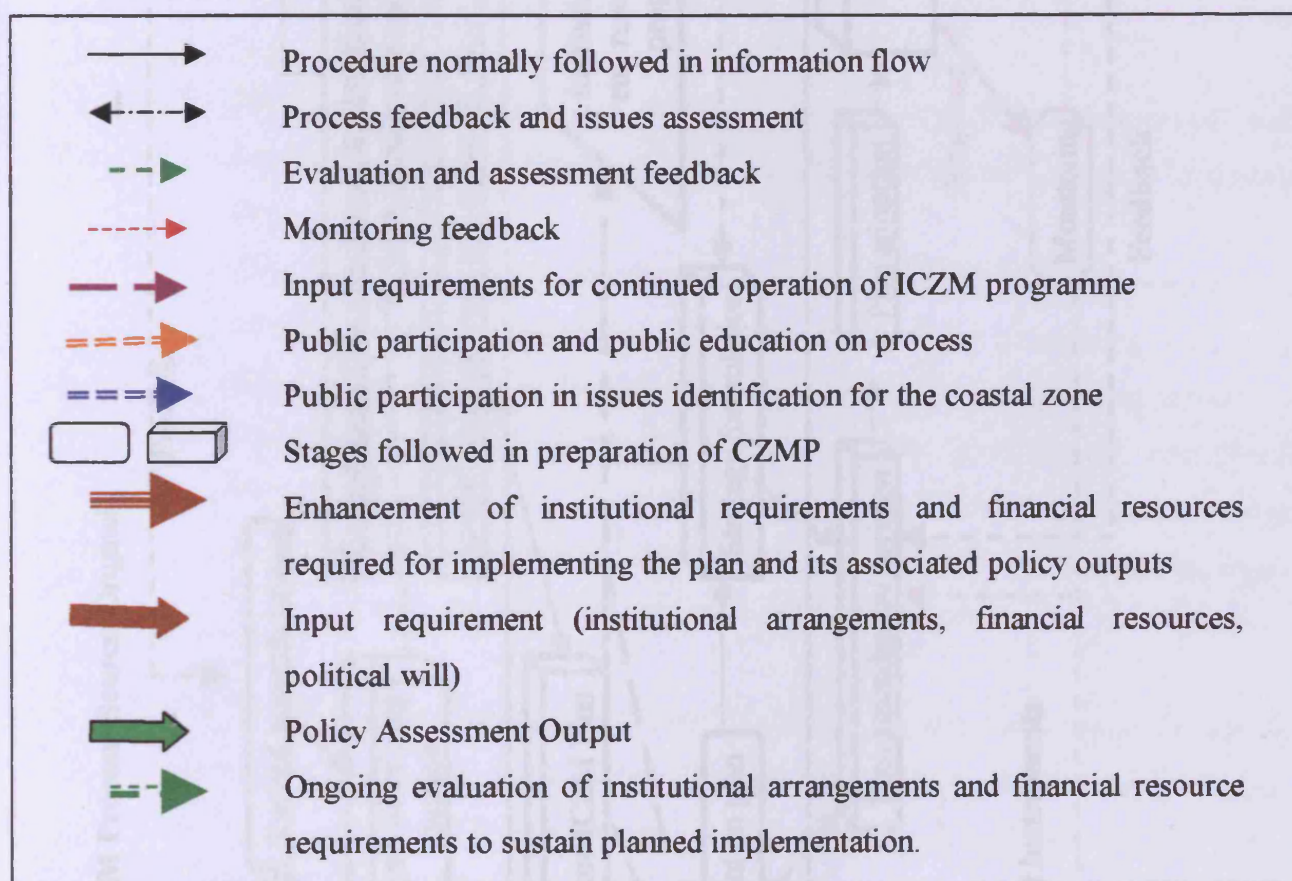 Procedure normally followed in information flow
Process feedback and issues assessment
Evaluation and assessment feedback
Monitoring feedback
Input requirements for continued operation of ICZM programme
Public participation and public education on process
Public participation in issues identification for the coastal zone
Stages followed in preparation of CZMP
Enhancement of institutional requirements and financial resources
required for implementing the plan and its associated policy outputs
Input requirement (institutional arrangements, financial resources,
political will)
Policy Assessment Output
Ongoing evaluation of institutional arrangements and financial resource
requirements to sustain planned implementation.